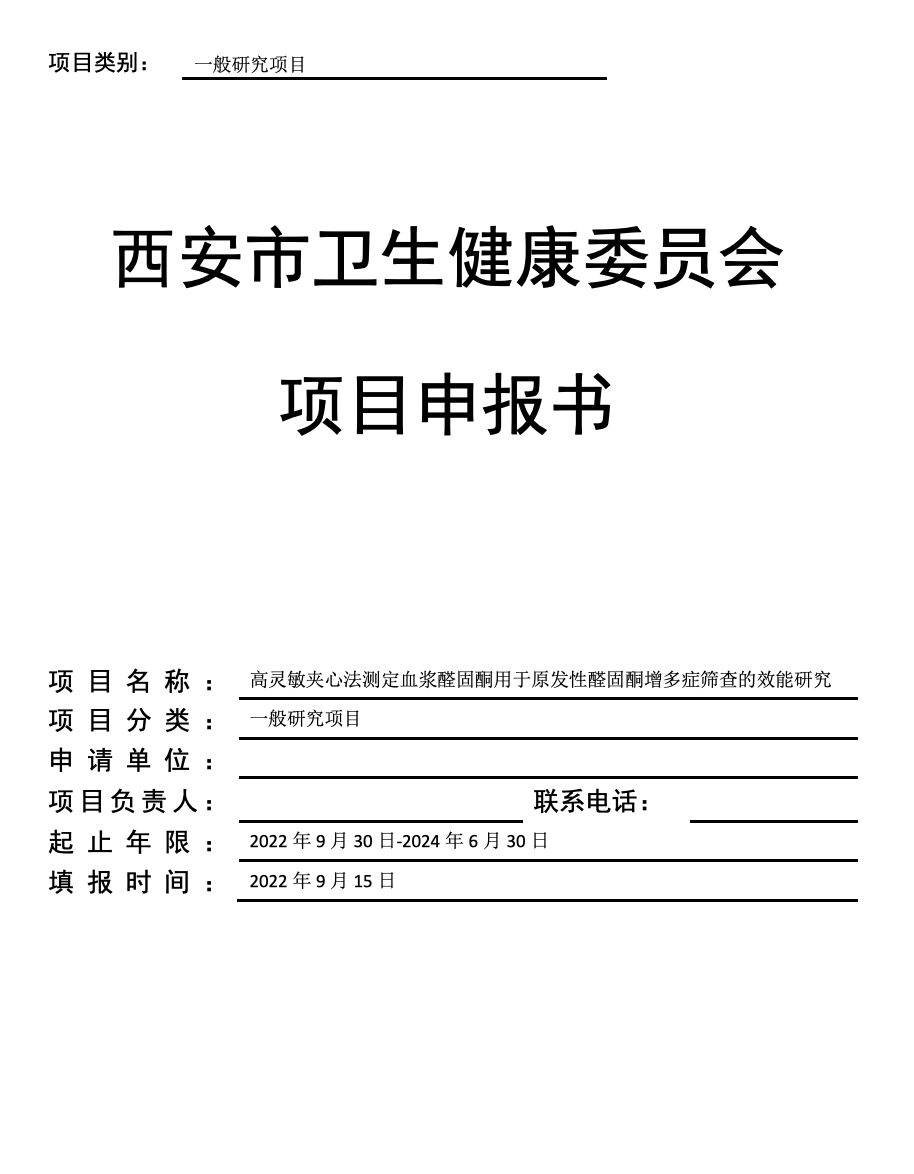 项目类别： 一般研究项目
西安市卫生健康委员会
项目申报书
项目名称： 高灵敏夹心法测定血浆醛固酮用于原发性醛固酮增多症筛查的效能研究
项目分类： 一般研究项目
申请单位：
项目负责人： 联系电话：
起止年限： 2022 年 9 月 30 日-2024 年 6 月 30 日
填报时间： 2022 年 9 月 15 日